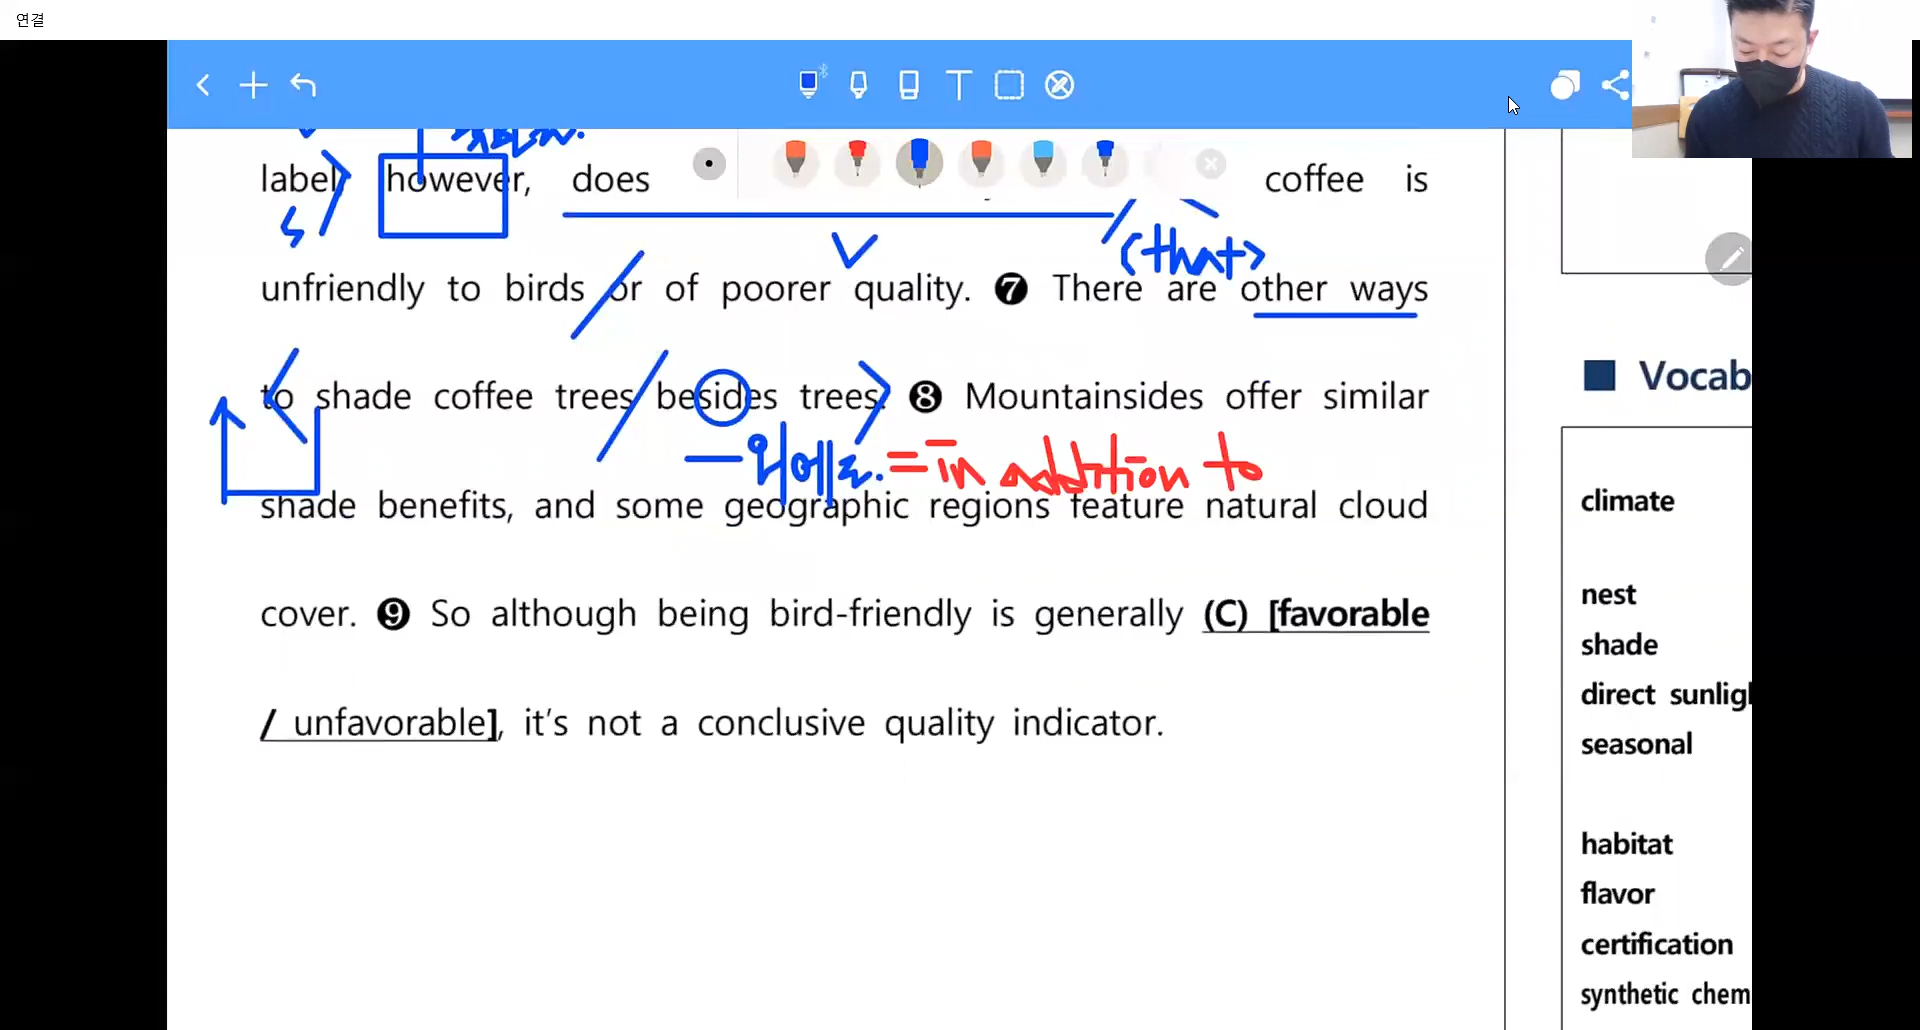 연결
label, however, does coffee is
(that)
unfriendly to birds or of poorer quality. ❼ There are other ways
to shade coffee trees besides trees. ❽ Mountainsides offer similar
외에도. = in addition to
shade benefits, and some geographic regions feature natural cloud
cover. ❾ So although being bird-friendly is generally (C) [favorable
/ unfavorable], it's not a conclusive quality indicator.
Vocab
climate
nest
shade
direct sunlig
seasonal
habitat
flavor
certification
synthetic chem